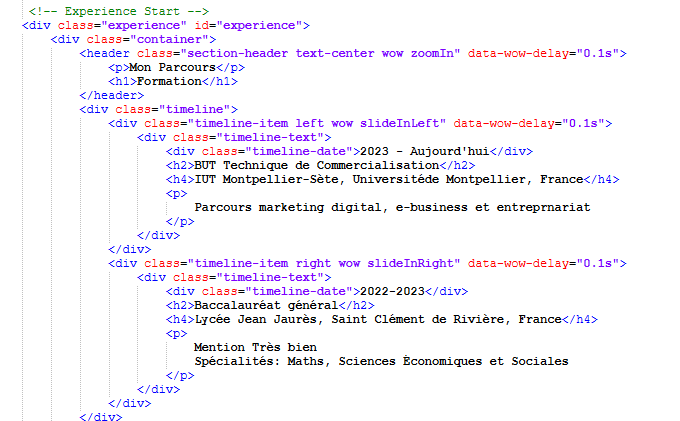 <!-- Experience Start -->
<div class="experience" id="experience">
<div class="container">
<header class="section-header text-center wow zoomIn" data-wow-delay="0.1s">
<p>Mon Parcours</p>
<h1>Formation</h1>
</header>
<div class="timeline">
<div class="timeline-item left wow slideInLeft" data-wow-delay="0.1s">
<div class="timeline-text">
<div class="timeline-date">2023 - Aujourd'hui</div>
<h2>BUT Technique de Commercialisation</h2>
<h4>IUT Montpellier-Sète, Universitéde Montpellier, France</h4>
<p>
Parcours marketing digital, e-business et entreprnariat
</p>
</div>
</div>
<div class="timeline-item right wow slideInRight" data-wow-delay="0.1s">
<div class="timeline-text">
<div class="timeline-date">2022-2023</div>
<h2>Baccalauréat général</h2>
<h4>Lycée Jean Jaurès, Saint Clément de Rivière, France</h4>
<p>
Mention Très bien
Spécialités: Maths, Sciences Économiques et Sociales
</p>
</div>
</div>
</div>